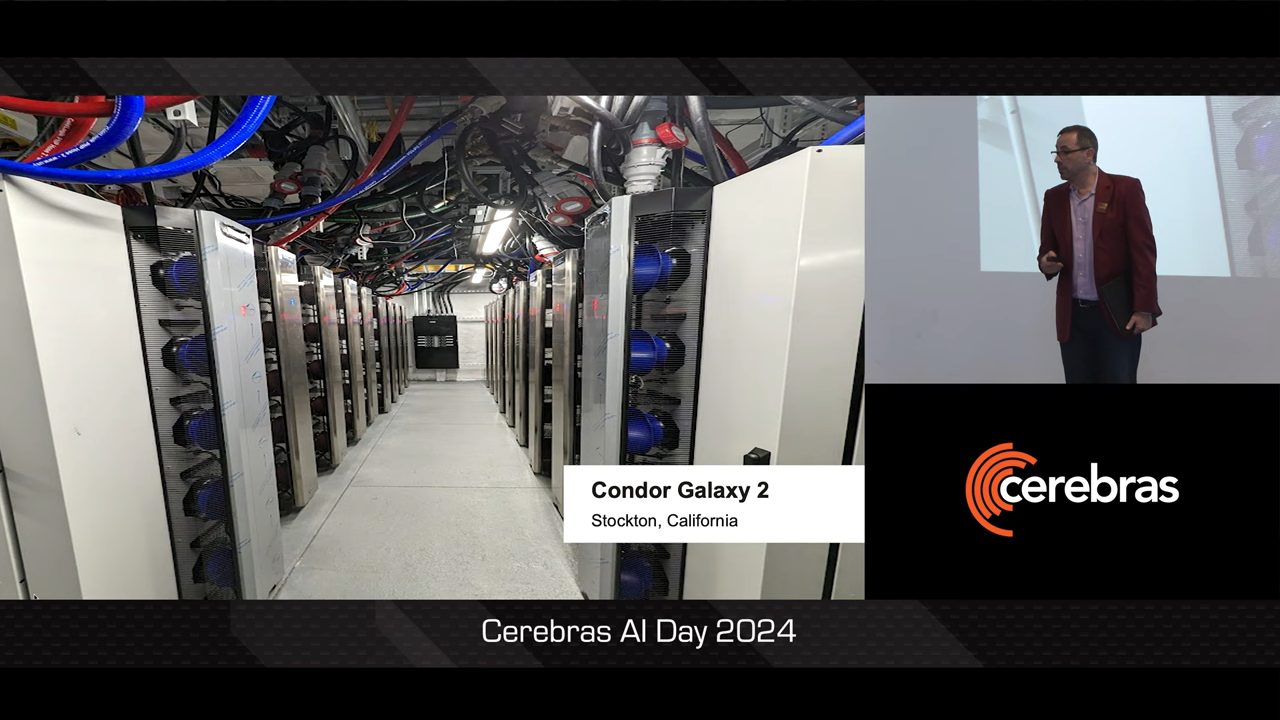 Condor Galaxy 2
Stockton, California
cerebras
Cerebras AI Day 2024